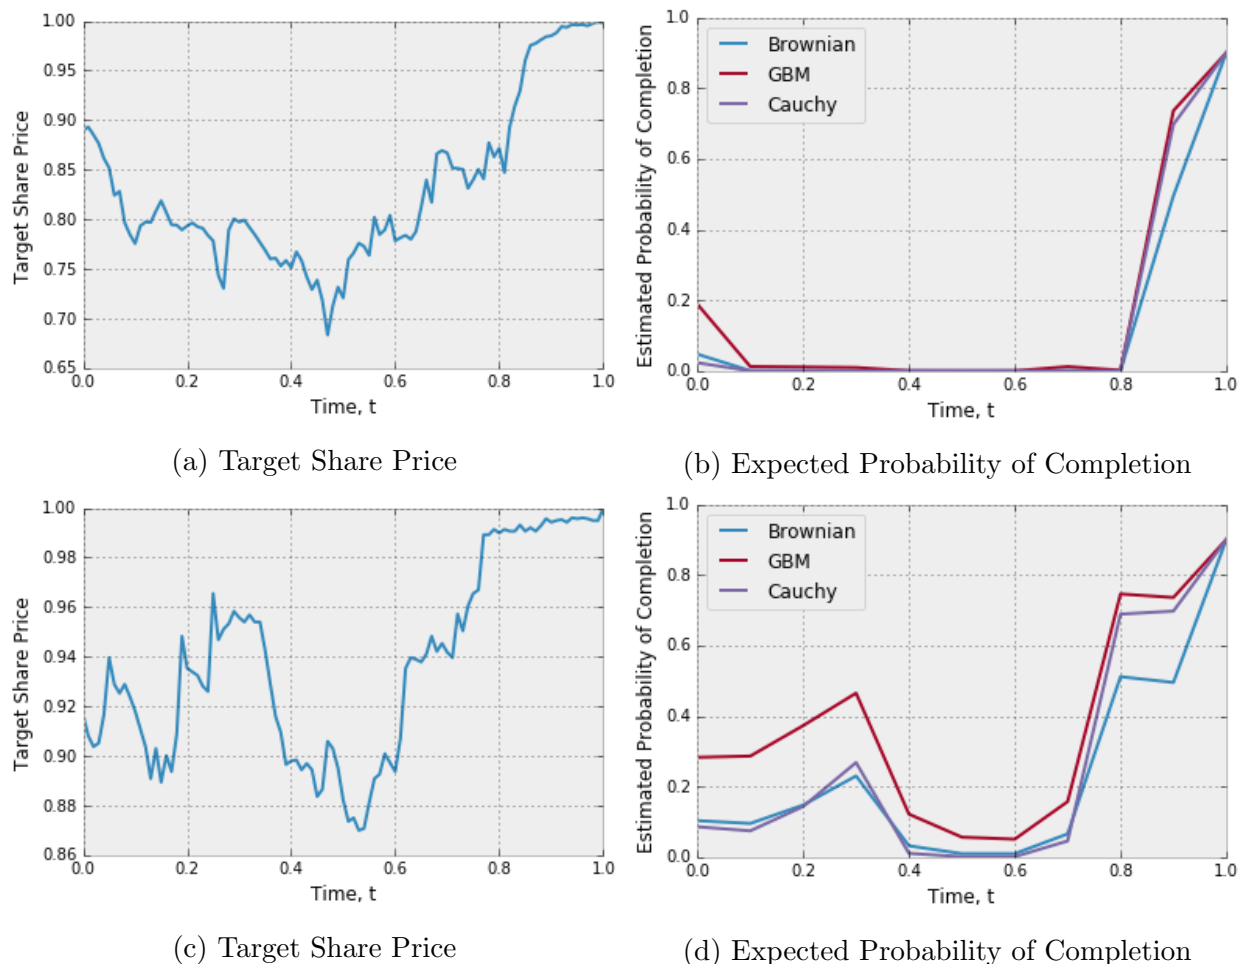 1.00
0.95
0.90
0.85
0.80
0.75
0.70
0.65
Target Share Price
0.0 0.2 0.4 0.6 0.8 1.0
Time, t
(a) Target Share Price
1.0
0.8
0.6
0.4
0.2
0.0
Estimated Probability of Completion
Brownian
GBM
Cauchy
0.0 0.2 0.4 0.6 0.8 1.0
Time, t
(b) Expected Probability of Completion
1.00
0.98
0.96
0.94
0.92
0.90
0.88
0.86
Target Share Price
0.0 0.2 0.4 0.6 0.8 1.0
Time, t
(c) Target Share Price
1.0
0.8
0.6
0.4
0.2
0.0
Estimated Probability of Completion
Brownian
GBM
Cauchy
0.0 0.2 0.4 0.6 0.8 1.0
Time, t
(d) Expected Probability of Completion